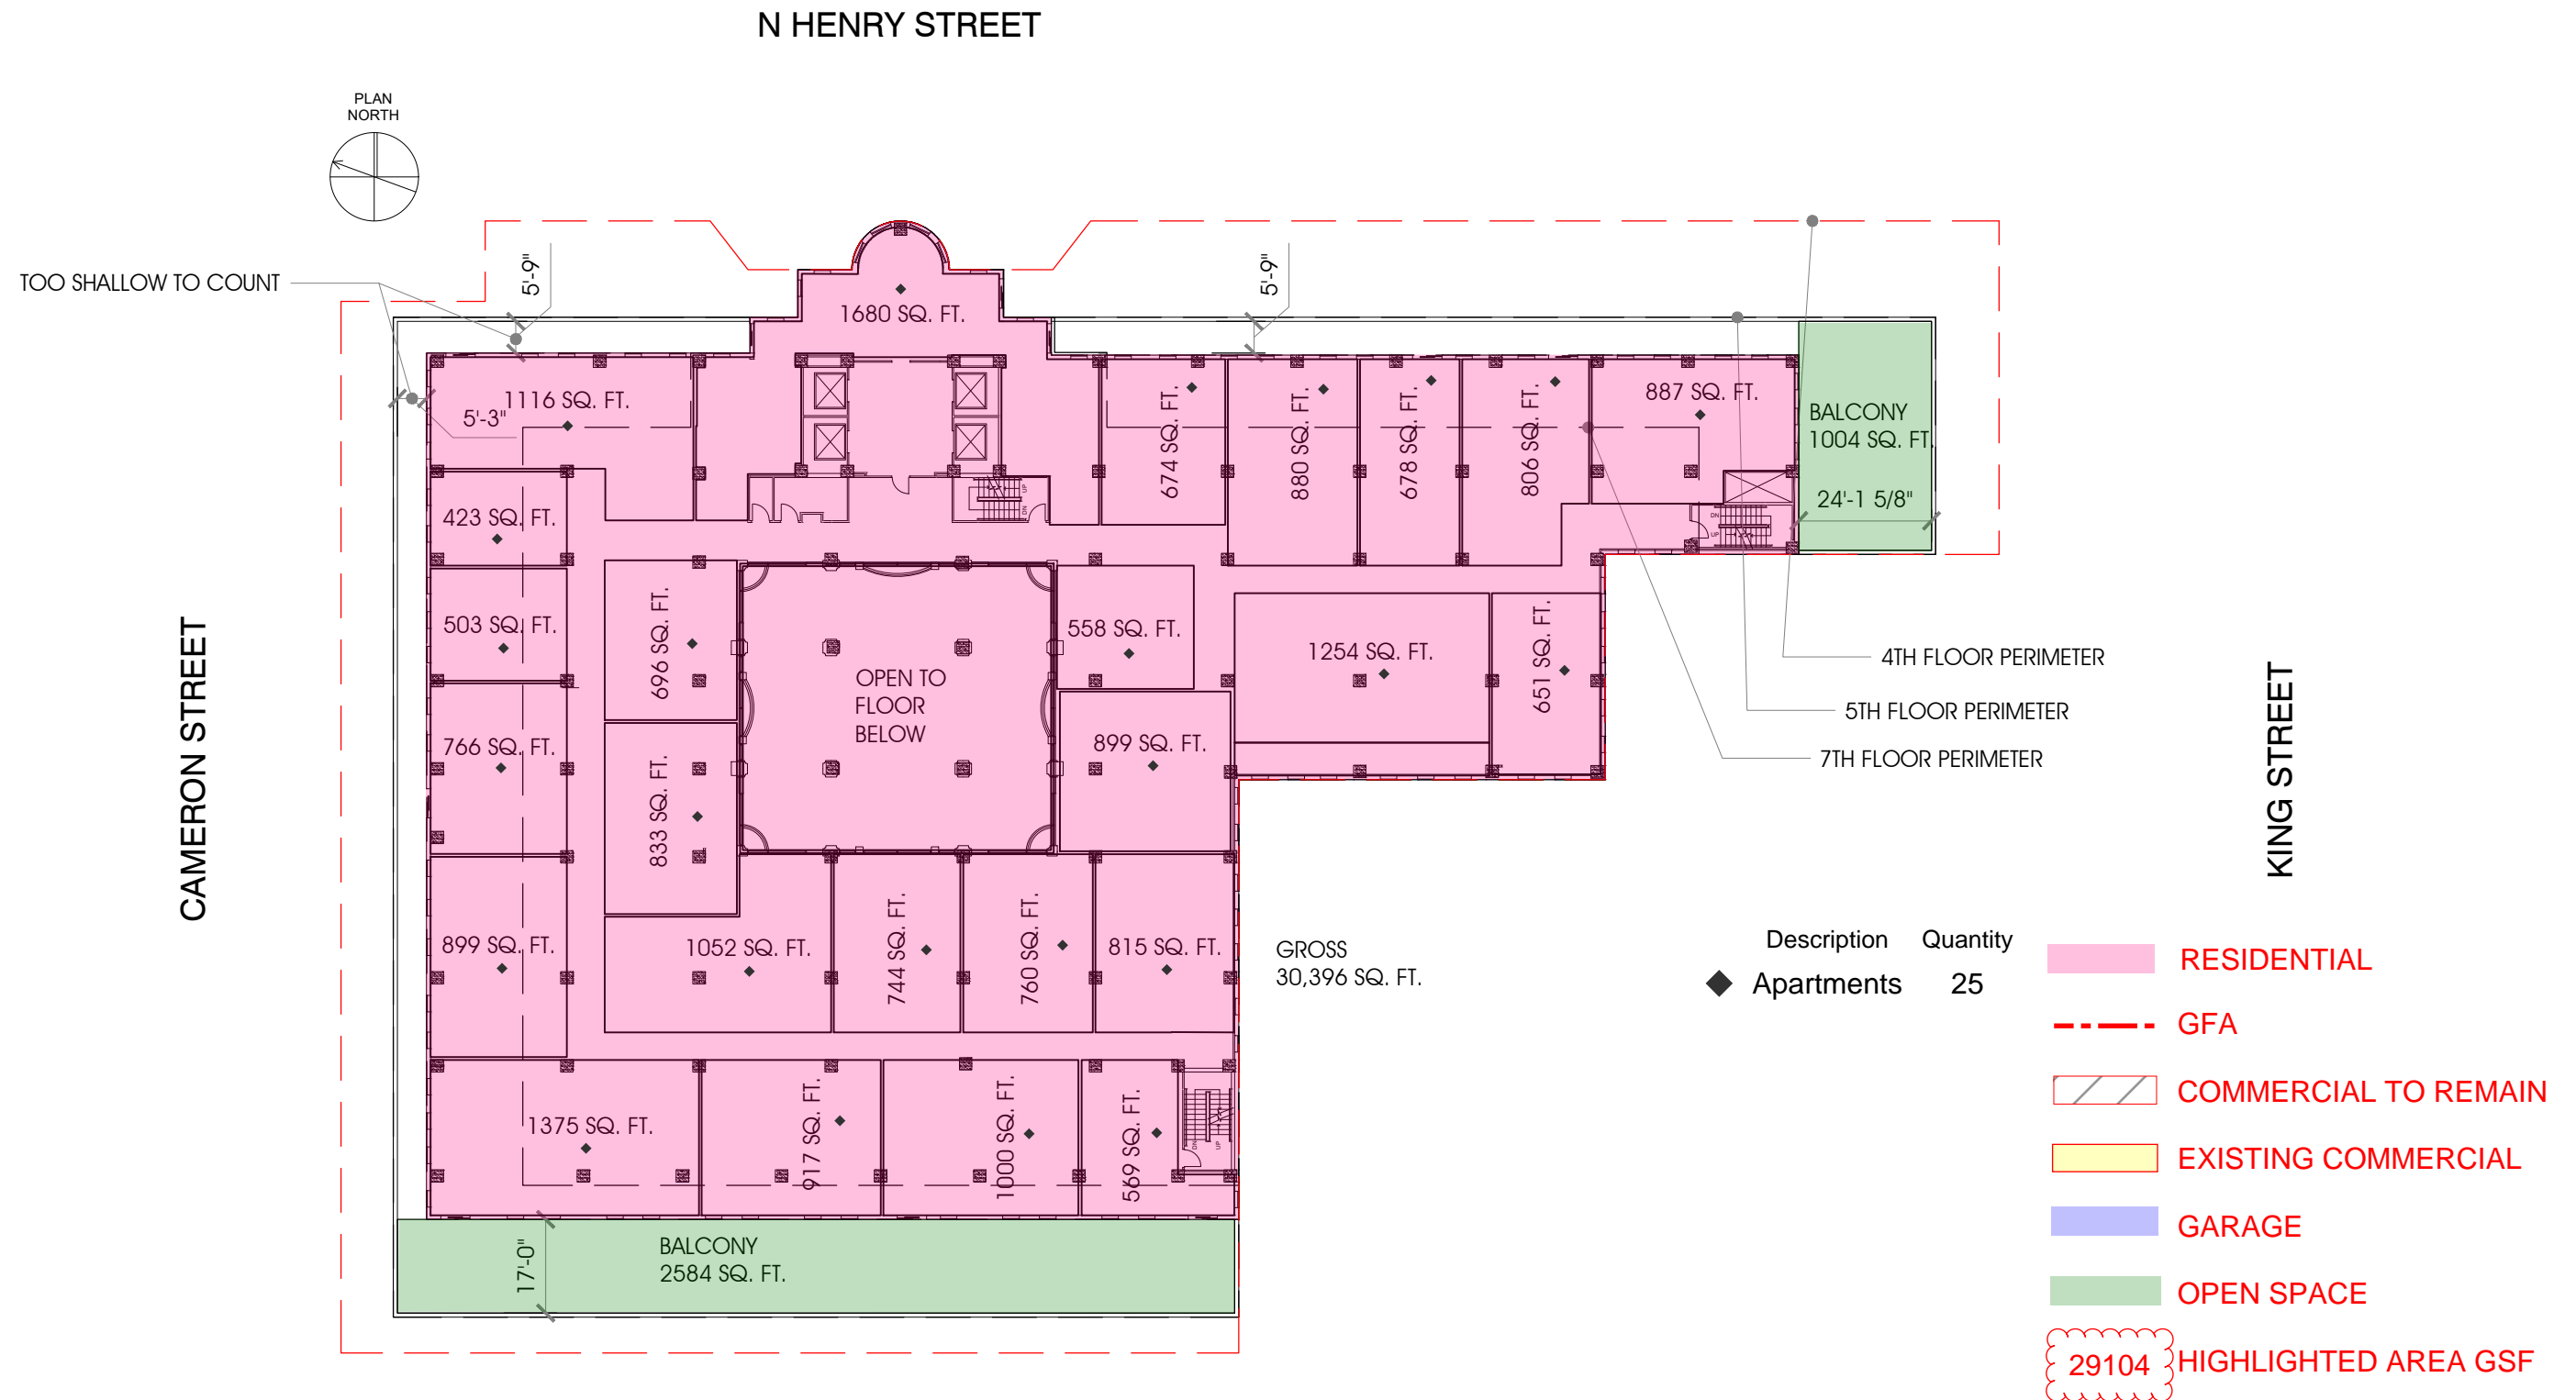 N HENRY STREET
PLAN
NORTH
TOO SHALLOW TO COUNT
5'-9"
5'-9"
1680 SQ. FT.
1116 SQ. FT.
5'-3"
674 SQ. FT.
880 SQ. FT.
678 SQ. FT.
806 SQ. FT.
887 SQ. FT.
BALCONY
1004 SQ. FT.
24'-1 5/8"
UP
DN
DN
UP
423 SQ. FT.
503 SQ. FT.
696 SQ. FT.
558 SQ. FT.
1254 SQ. FT.
651 SQ. FT.
OPEN TO
FLOOR
BELOW
4TH FLOOR PERIMETER
5TH FLOOR PERIMETER
7TH FLOOR PERIMETER
CAMERON STREET
KING STREET
766 SQ. FT.
833 SQ. FT.
899 SQ. FT.
899 SQ. FT.
1052 SQ. FT.
744 SQ. FT.
760 SQ. FT.
815 SQ. FT.
GROSS
30,396 SQ. FT.
Description Quantity
Apartments 25
1375 SQ. FT.
917 SQ. FT.
1000 SQ. FT.
569 SQ. FT.
DN
UP
BALCONY
2584 SQ. FT.
17'-0"
RESIDENTIAL
GFA
COMMERCIAL TO REMAIN
EXISTING COMMERCIAL
GARAGE
OPEN SPACE
29104 HIGHLIGHTED AREA GSF